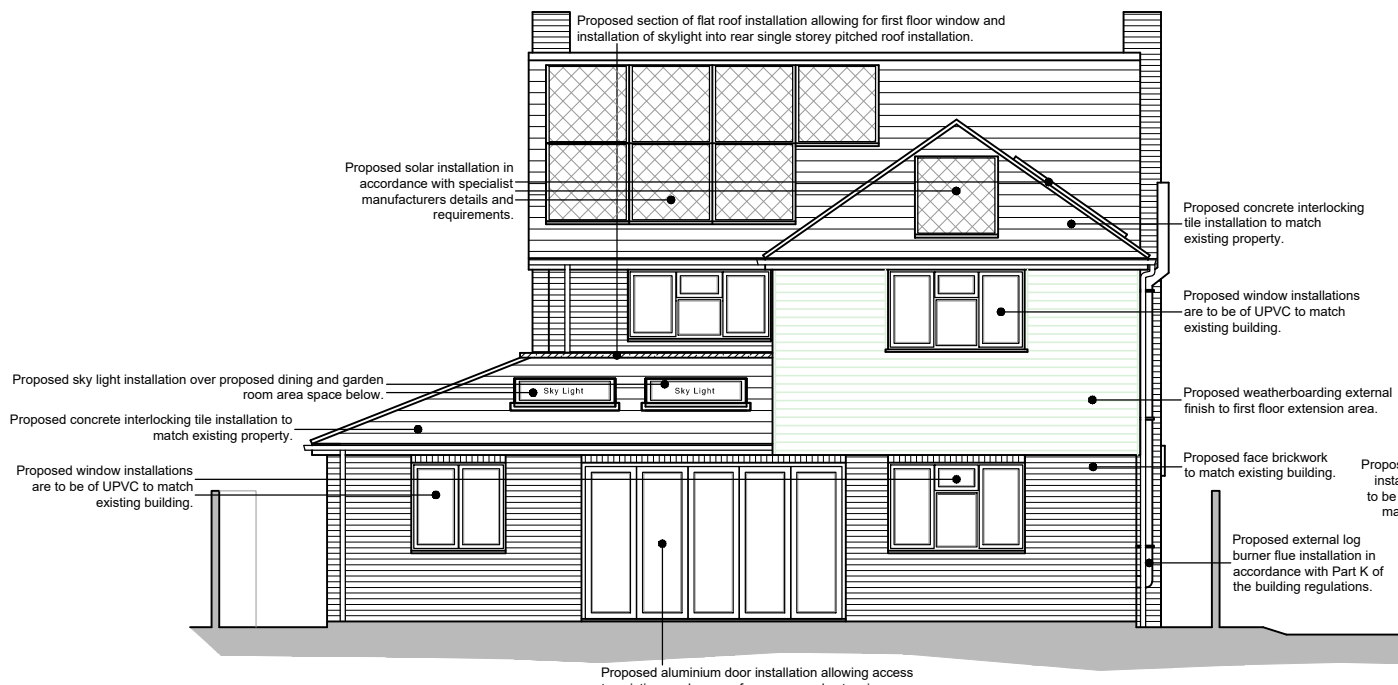 Proposed section of flat roof installation allowing for first floor window and
installation of skylight into rear single storey pitched roof installation.
Proposed solar installation in
accordance with specialist
manufacturers details and
requirements.
Proposed concrete interlocking
tile installation to match
existing property.
Proposed window installations
are to be of UPVC to match
existing building.
Proposed sky light installation over proposed dining and garden
room area space below.
Sky Light
Sky Light
Proposed weatherboarding external
finish to first floor extension area.
Proposed concrete interlocking tile installation to
match existing property.
Proposed window installations
are to be of UPVC to match
existing building.
Proposed face brickwork
to match existing building.
to be
Proposed external log
burner flue installation in
accordance with Part K of
the building regulations.
Proposed aluminium door installation allowing access